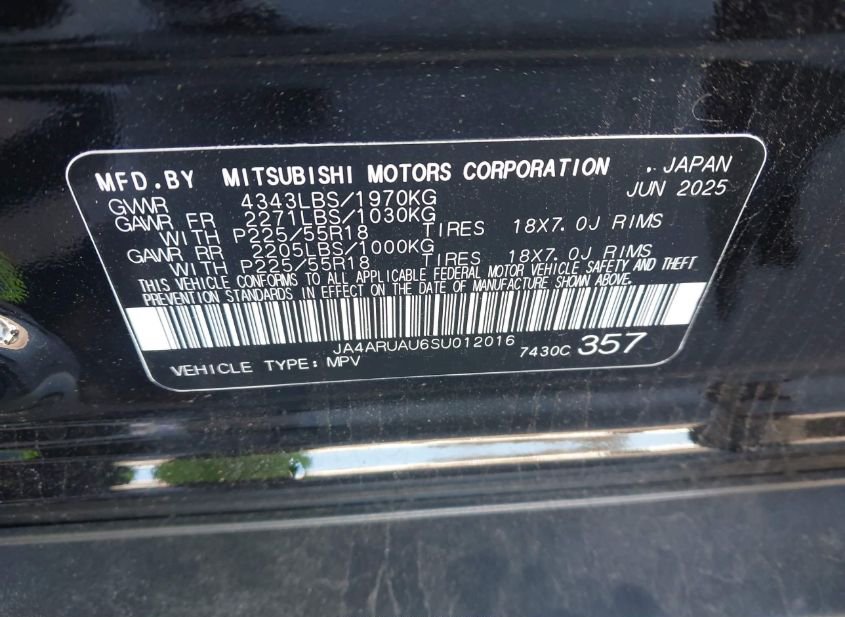 MFD.BY MITSUBISHI MOTORS CORPORATION , JAPAN
GVWR 4343LBS/1970KG JUN 2025
GAWR FR 2271LBS/1030KG
WITH P225/55R18 TIRES 18X7.0J RIMS
GAWR RR 2205LBS/1000KG
WITH P225/55R18 TIRES 18X7.0J RIMS
THIS VEHICLE CONFORMS TO ALL APPLICABLE FEDERAL MOTOR VEHICLE SAFETY AND THEFT
PREVENTION STANDARDS IN EFFECT ON THE DATE OF MANUFACTURE SHOWN ABOVE.
JA4ARUAU6SU012016 7430C 357
VEHICLE TYPE: MPV